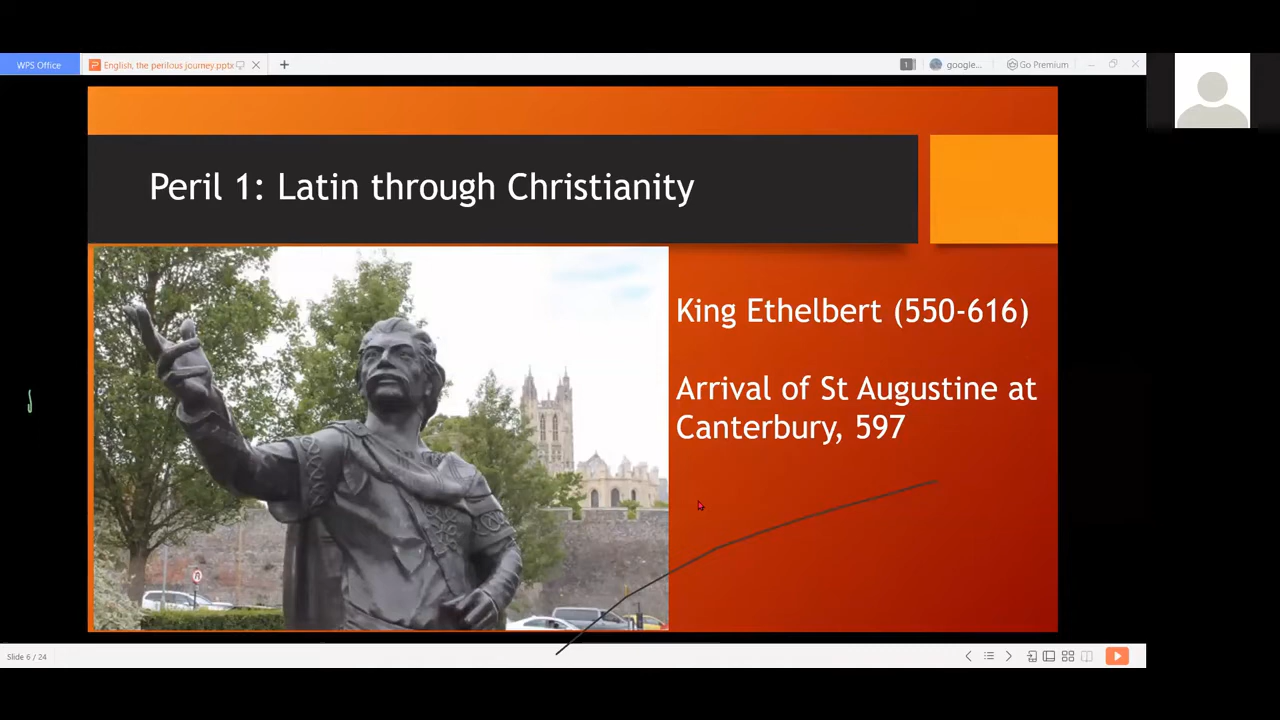 WPS Office
English, the perilous journey.pptx
1
google...
Go Premium
Peril 1: Latin through Christianity
King Ethelbert (550-616)
Arrival of St Augustine at
Canterbury, 597
Slide 6 / 24